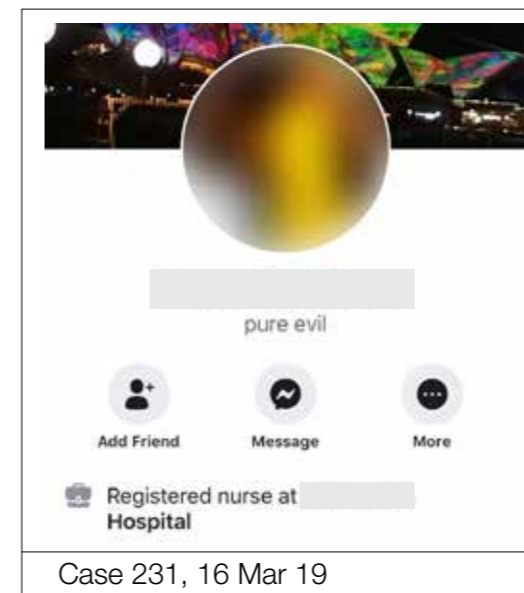 pure evil
Add Friend
Message
More
Registered nurse at
Hospital
Case 231, 16 Mar 19